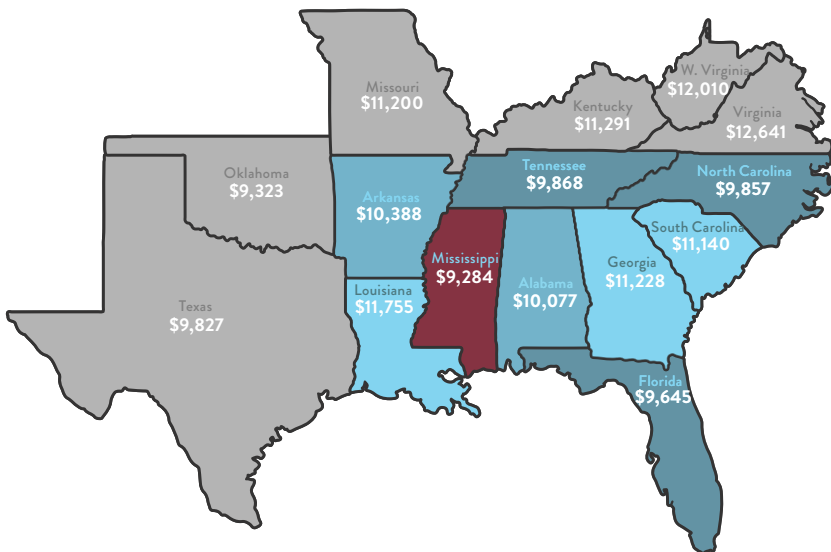 W. Virginia
$12,010
Missouri
$11,200
Kentucky
$11,291
Virginia
$12,641
Oklahoma
$9,323
Arkansas
$10,388
Tennessee
$9,868
North Carolina
$9,857
South Carolina
$11,140
Mississippi
$9,284
Alabama
$10,077
Georgia
$11,228
Louisiana
$11,755
Texas
$9,827
Florida
$9,645